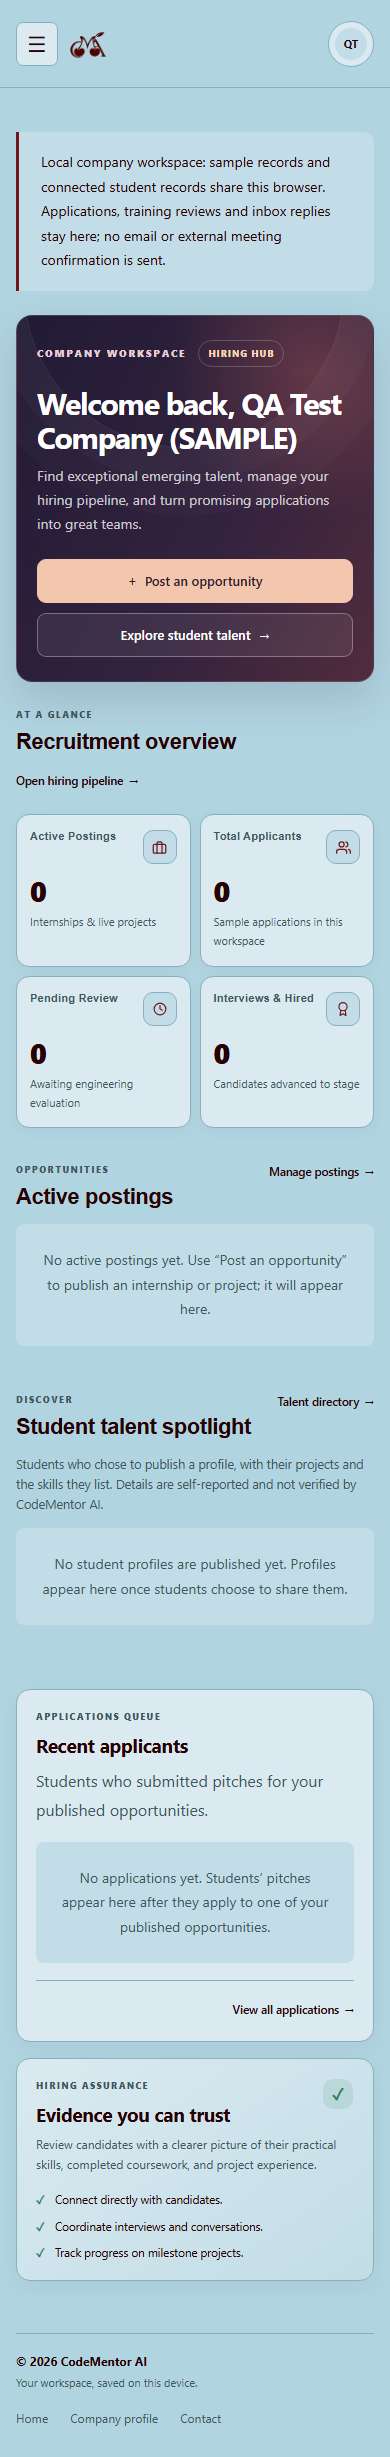 ☰
QT
Local company workspace: sample records and
connected student records share this browser.
Applications, training reviews and inbox replies
stay here; no email or external meeting
confirmation is sent.
COMPANY WORKSPACE
HIRING HUB
Welcome back, QA Test
Company (SAMPLE)
Find exceptional emerging talent, manage your
hiring pipeline, and turn promising applications
into great teams.
+ Post an opportunity
Explore student talent →
AT A GLANCE
Recruitment overview
Open hiring pipeline →
Active Postings
0
Internships & live projects
Total Applicants
0
Sample applications in this
workspace
Pending Review
0
Awaiting engineering
evaluation
Interviews & Hired
0
Candidates advanced to stage
OPPORTUNITIES
Manage postings →
Active postings
No active postings yet. Use “Post an opportunity”
to publish an internship or project; it will appear
here.
DISCOVER
Talent directory →
Student talent spotlight
Students who chose to publish a profile, with their projects and
the skills they list. Details are self-reported and not verified by
CodeMentor AI.
No student profiles are published yet. Profiles
appear here once students choose to share them.
APPLICATIONS QUEUE
Recent applicants
Students who submitted pitches for your
published opportunities.
No applications yet. Students’ pitches
appear here after they apply to one of your
published opportunities.
View all applications →
HIRING ASSURANCE
✓
Evidence you can trust
Review candidates with a clearer picture of their practical
skills, completed coursework, and project experience.
✓ Connect directly with candidates.
✓ Coordinate interviews and conversations.
✓ Track progress on milestone projects.
© 2026 CodeMentor AI
Your workspace, saved on this device.
Home Company profile Contact